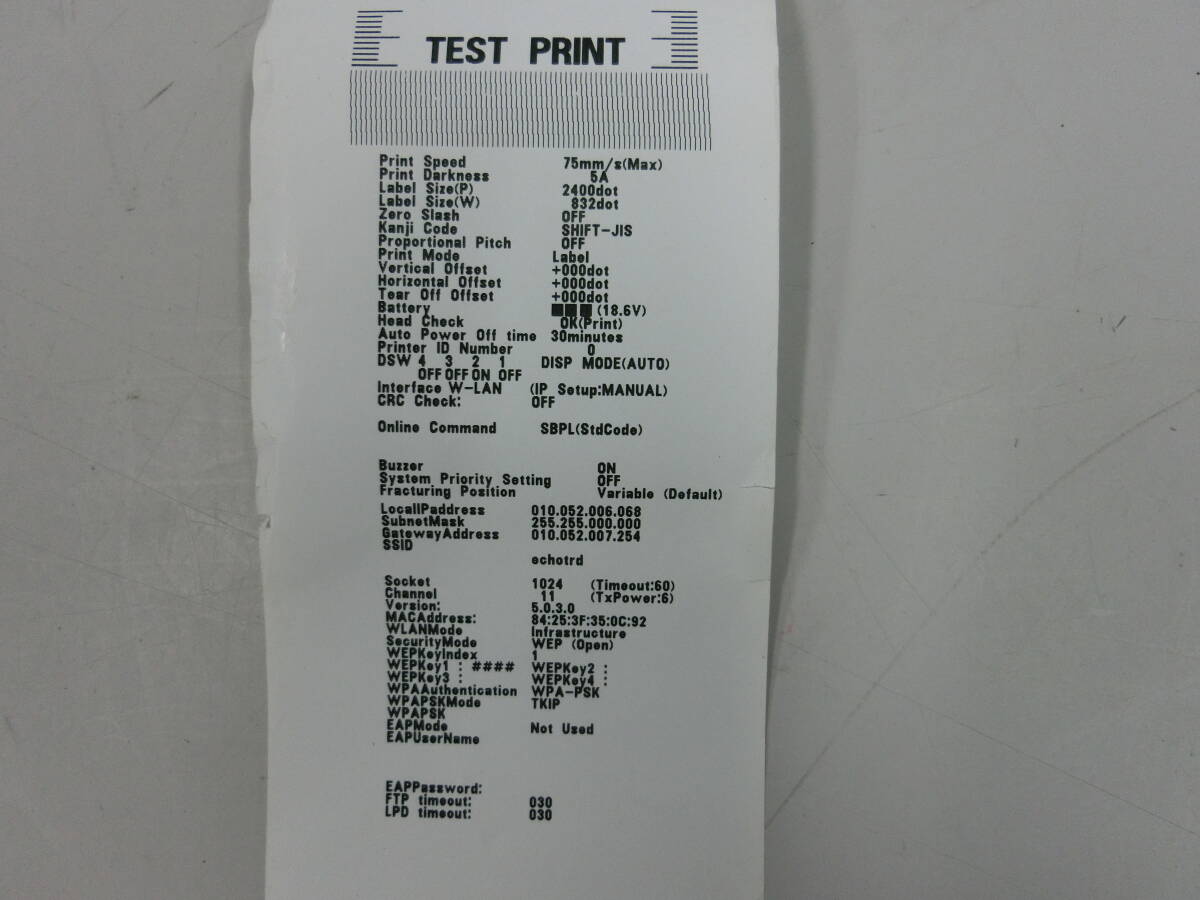 TEST PRINT
Print Speed 75mm/s(Max)
Print Darkness 5A
Label Size(P) 2400dot
Label Size(W) 832dot
Zero Slash OFF
Kanji Code SHIFT-JIS
Proportional Pitch OFF
Print Mode Label
Vertical Offset +000dot
Horizontal Offset +000dot
Tear Off Offset +000dot
Battery ■■■ (18.6V)
Head Check OK(Print)
Auto Power Off time 30minutes
Printer ID Number 0
DSW 4 3 2 1 DISP MODE(AUTO)
OFF OFF ON OFF
Interface W-LAN (IP Setup:MANUAL)
CRC Check: OFF
Online Command SBPL(StdCode)
Buzzer ON
System Priority Setting OFF
Fracturing Position Variable (Default)
LocalIPaddress 010.052.006.068
SubnetMask 255.255.000.000
GatewayAddress 010.052.007.254
SSID
echotrd
Socket 1024 (Timeout:60)
Channel 11 (TxPower:6)
Version: 5.0.3.0
MACAddress: 84:25:3F:35:0C:92
WLANMode Infrastructure
SecurityMode WEP (Open)
WEPKeyIndex 1
WEPKey1 : #### WEPKey2 :
WEPKey3 : WEPKey4 :
WPAAuthentication WPA-PSK
WPAPSKMode TKIP
WPAPSK
EAPMode Not Used
EAPUserName
EAPPassword:
FTP timeout: 030
LPD timeout: 030